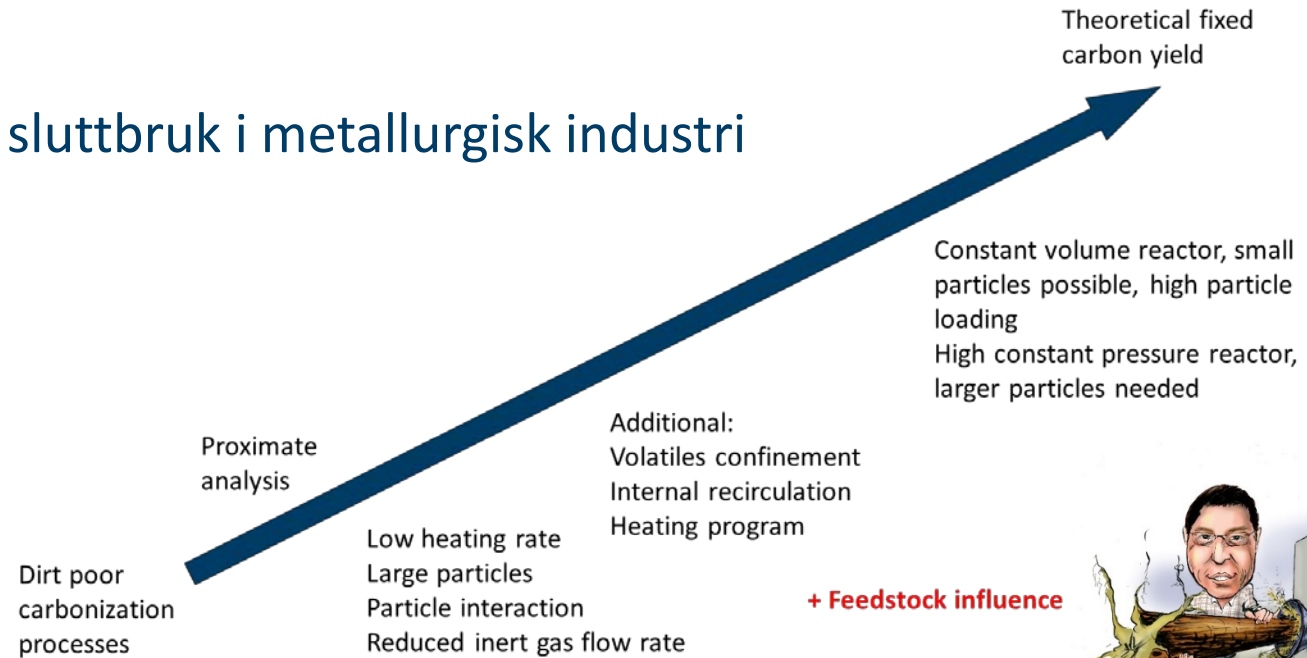 Theoretical fixed
carbon yield
sluttbruk i metallurgisk industri
Constant volume reactor, small
particles possible, high particle
loading
High constant pressure reactor,
larger particles needed
Additional:
Volatiles confinement
Internal recirculation
Heating program
Proximate
analysis
Low heating rate
Large particles
Particle interaction
Reduced inert gas flow rate
Dirt poor
carbonization
processes
+ Feedstock influence